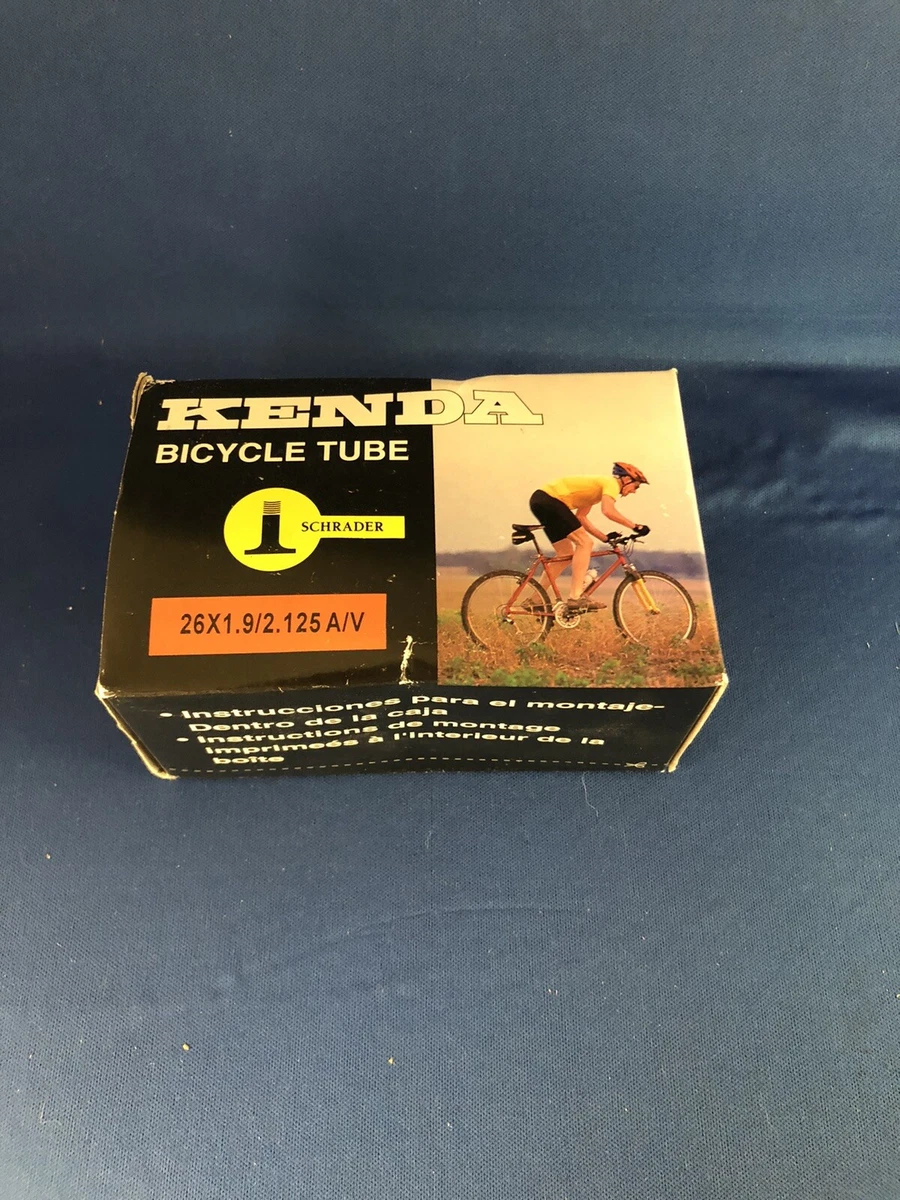 KENDA
BICYCLE TUBE
SCHRADER
26X1.9/2.125 A/V
• Instrucciones para el montaje-
Dentro de la caja
• Instructions de montage
imprimeés à l'interieur de la
boîte